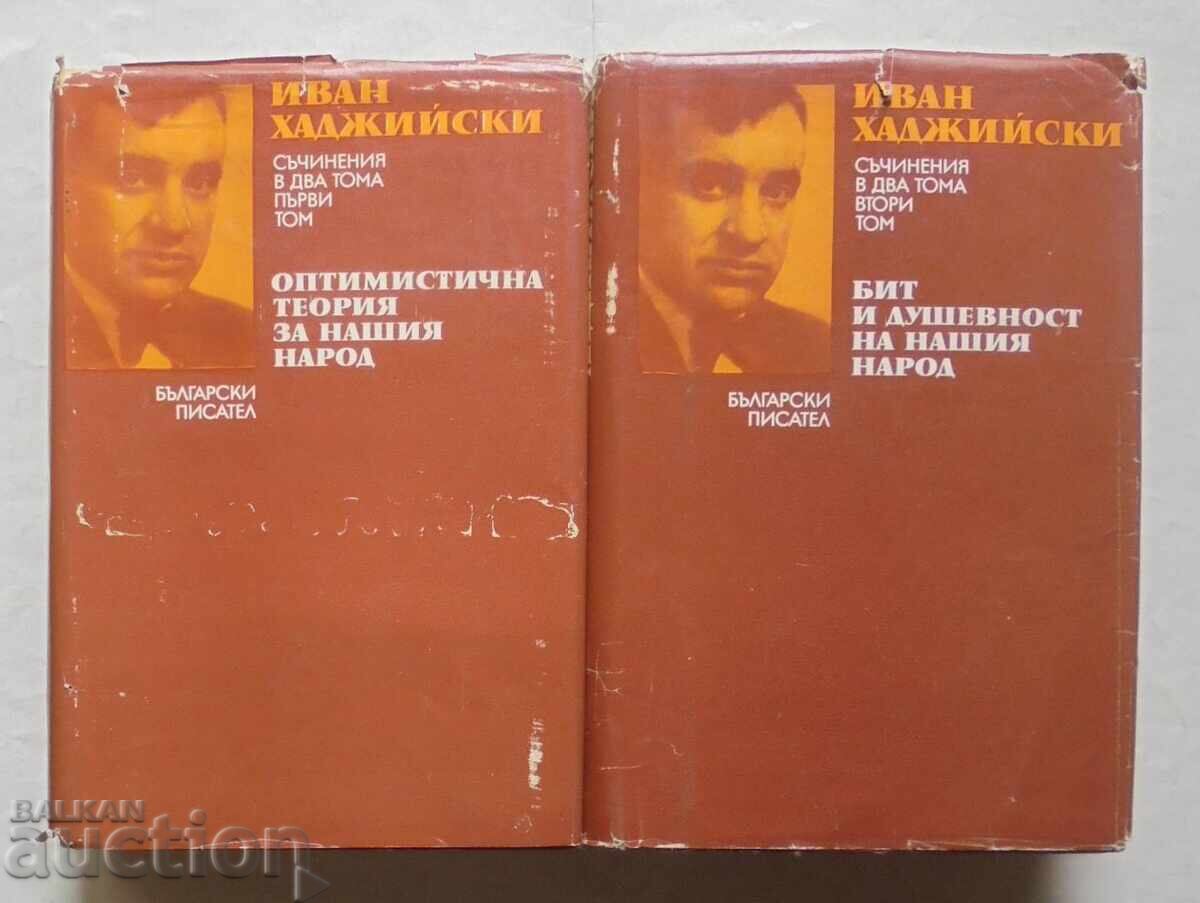 ИВАН
ХАДЖИЙСКИ
СЪЧИНЕНИЯ
В ДВА ТОМА
ПЪРВИ
ТОМ
ОПТИМИСТИЧНА
ТЕОРИЯ
ЗА НАШИЯ
НАРОД
БЪЛГАРСКИ
ПИСАТЕЛ
ИВАН
ХАДЖИЙСКИ
СЪЧИНЕНИЯ
В ДВА ТОМА
ВТОРИ
ТОМ
БИТ
И ДУШЕВНОСТ
НА НАШИЯ
НАРОД
БЪЛГАРСКИ
ПИСАТЕЛ
BALKAN
auction